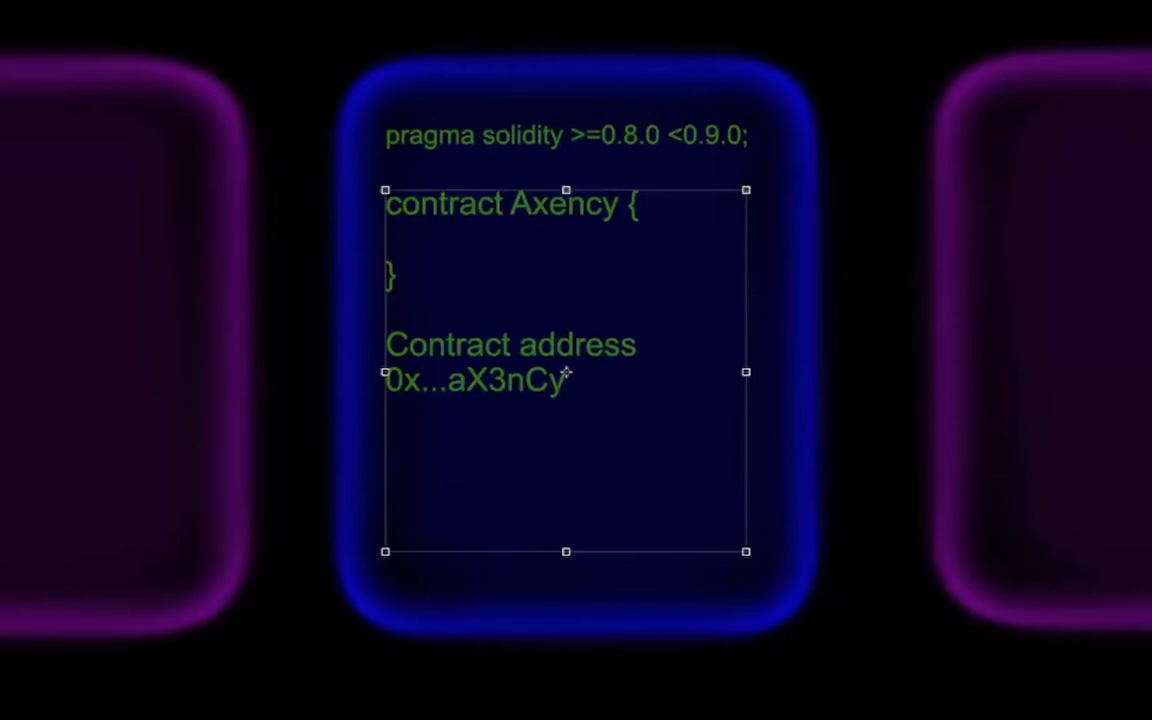 pragma solidity >=0.8.0 <0.9.0;
contract Axency {
}
Contract address
0x...aX3nCy